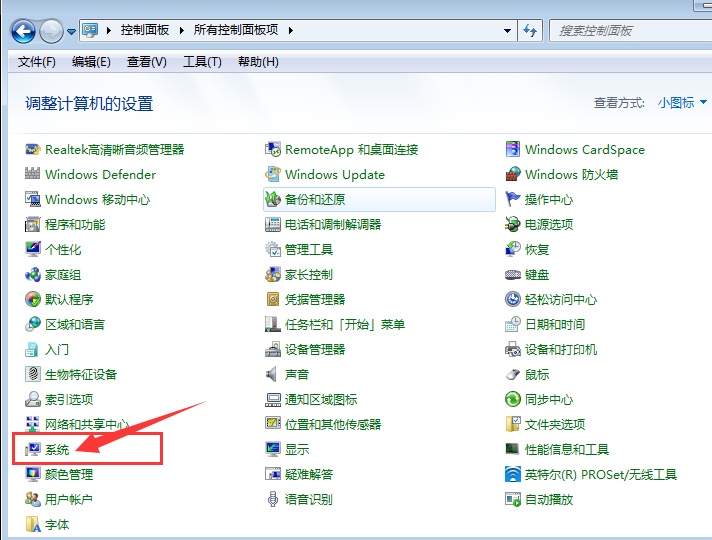 控制面板 ▸ 所有控制面板项 ▸ 搜索控制面板
文件(F) 编辑(E) 查看(V) 工具(T) 帮助(H)
调整计算机的设置 查看方式: 小图标
Realtek高清晰音频管理器 RemoteApp 和桌面连接 Windows CardSpace
Windows Defender Windows Update Windows 防火墙
Windows 移动中心 备份和还原 操作中心
程序和功能 电话和调制解调器 电源选项
个性化 管理工具 恢复
家庭组 家长控制 键盘
默认程序 凭据管理器 轻松访问中心
区域和语言 任务栏和「开始」菜单 日期和时间
入门 设备管理器 设备和打印机
生物特征设备 声音 鼠标
索引选项 通知区域图标 同步中心
网络和共享中心 位置和其他传感器 文件夹选项
系统 显示 性能信息和工具
颜色管理 疑难解答 英特尔(R) PROSet/无线工具
用户帐户 语音识别 自动播放
字体